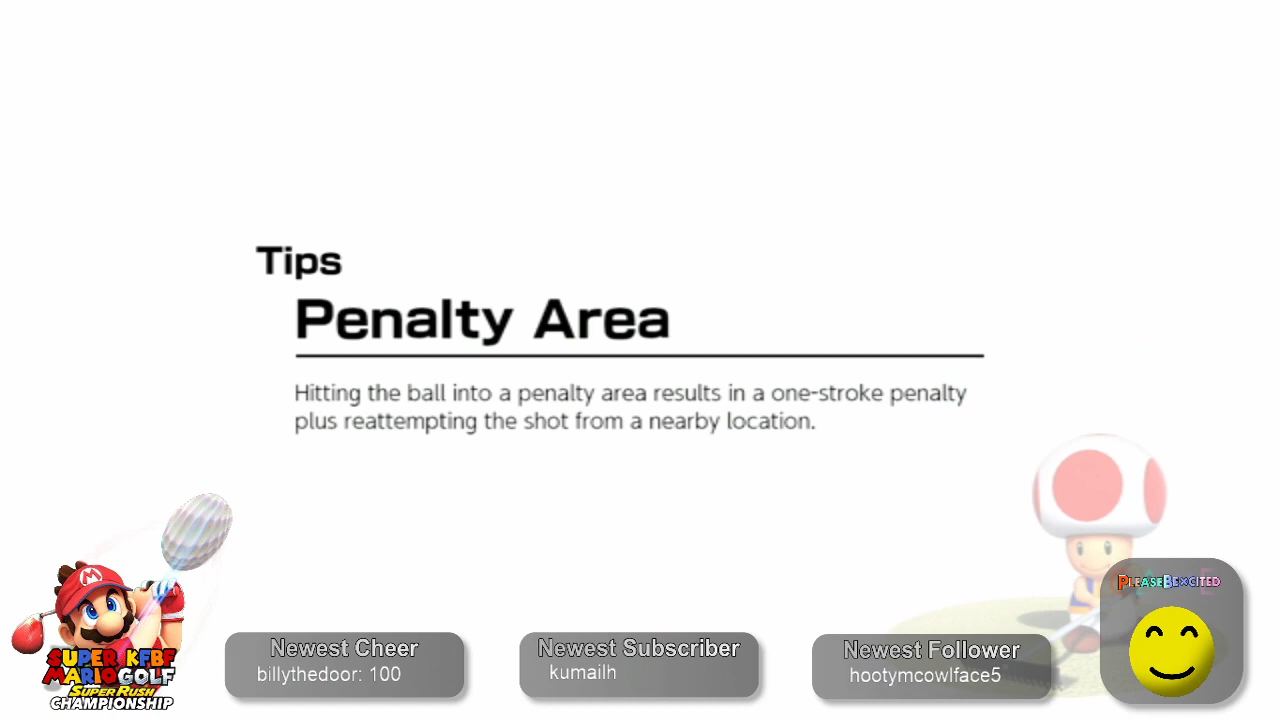 Tips
Penalty Area
Hitting the ball into a penalty area results in a one-stroke penalty
plus reattempting the shot from a nearby location.
SUPER KFBF
MARIO GOLF
SUPER RUSH
CHAMPIONSHIP
Newest Cheer
billythedoor: 100
Newest Subscriber
kumailh
Newest Follower
hootymcowlface5
PLEASEBEXCITED